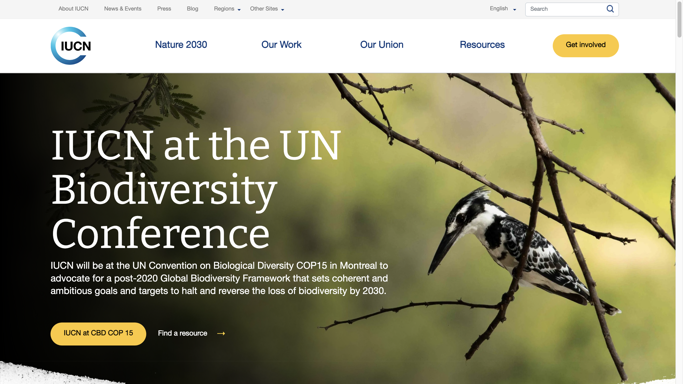 About IUCN News & Events Press Blog Regions Other Sites English Search
IUCN Nature 2030 Our Work Our Union Resources Get involved
IUCN at the UN
Biodiversity
Conference
IUCN will be at the UN Convention on Biological Diversity COP15 in Montreal to
advocate for a post-2020 Global Biodiversity Framework that sets coherent and
ambitious goals and targets to halt and reverse the loss of biodiversity by 2030.
IUCN at CBD COP 15 Find a resource →